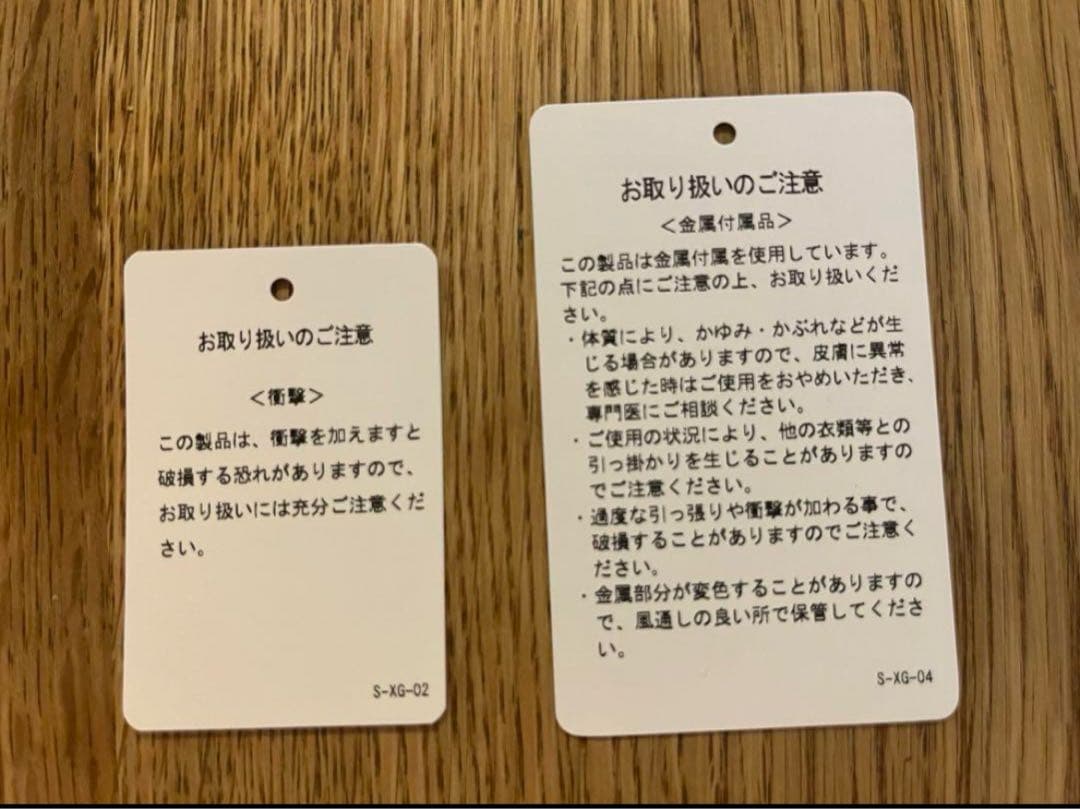 お取り扱いのご注意
<衝撃>
この製品は、衝撃を加えますと
破損する恐れがありますので、
お取り扱いには充分ご注意くだ
さい。
S-XG-02
お取り扱いのご注意
<金属付属品>
この製品は金属付属を使用しています。
下記の点にご注意の上、お取り扱いくだ
さい。
・体質により、かゆみ・かぶれなどが生
じる場合がありますので、皮膚に異常
を感じた時はご使用をおやめいただき、
専門医にご相談ください。
・ご使用の状況により、他の衣類等との
引っ掛かりを生じることがありますの
でご注意ください。
・過度な引っ張りや衝撃が加わる事で、
破損することがありますのでご注意く
ださい。
・金属部分が変色することがありますの
で、風通しの良い所で保管してくださ
い。
S-XG-04